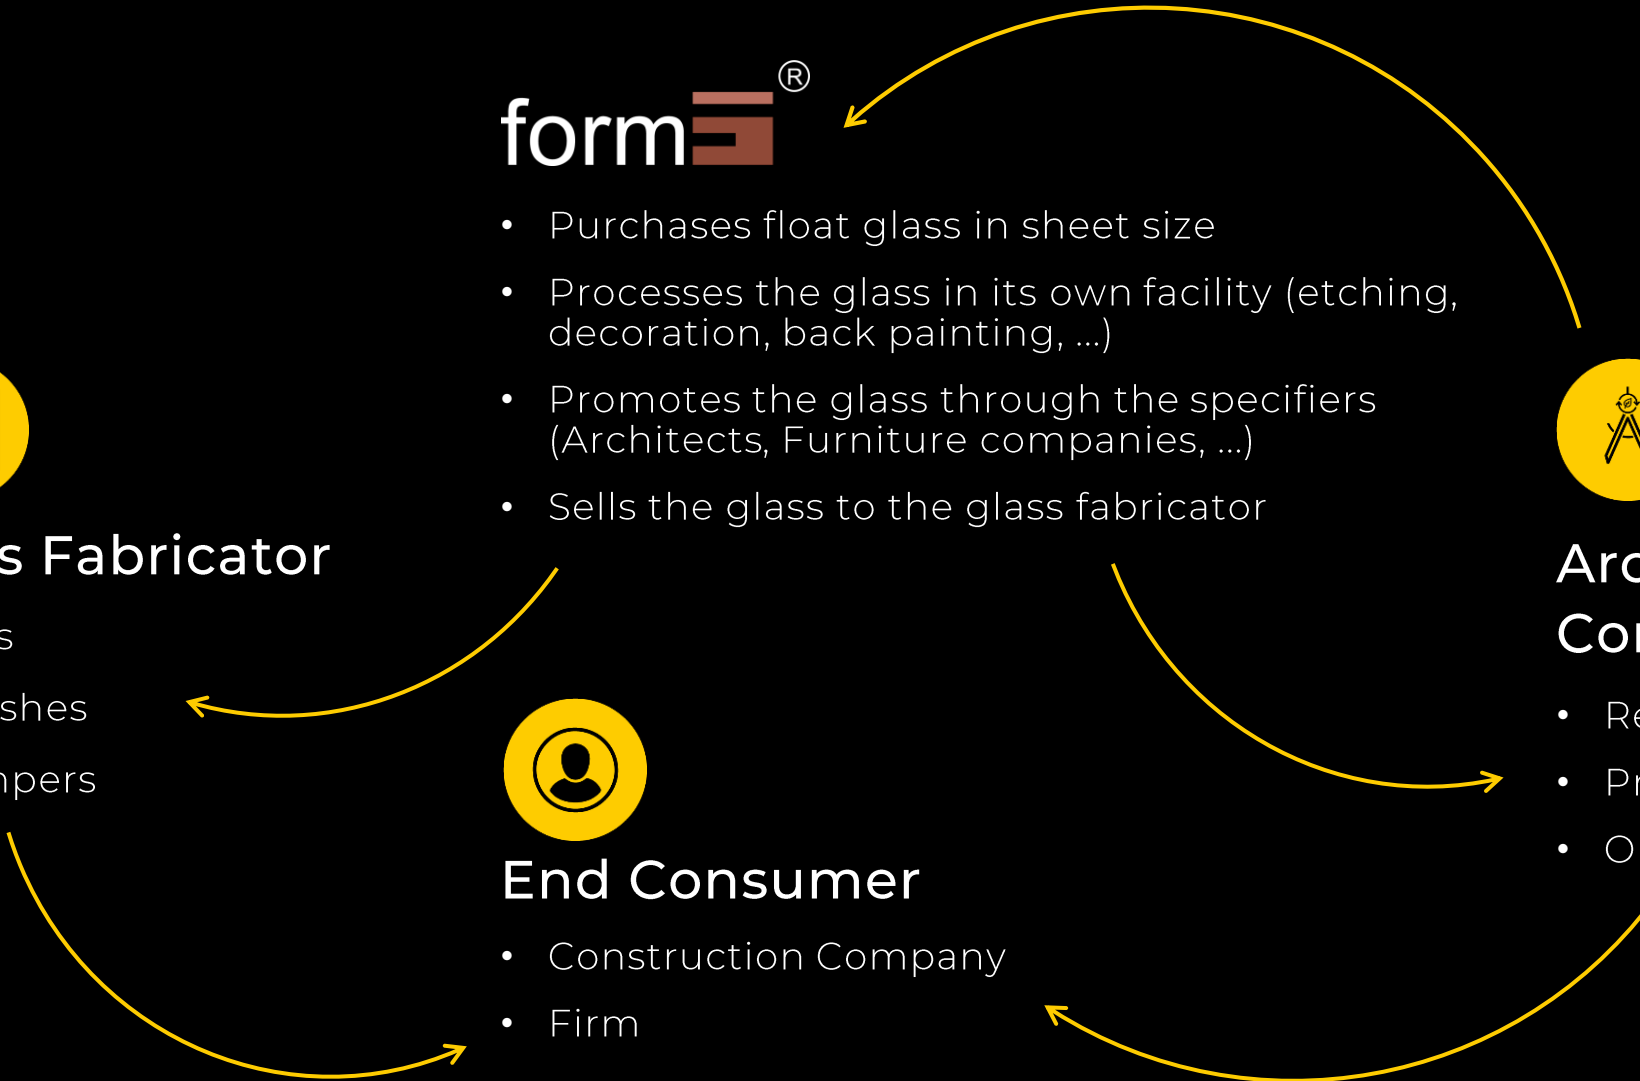 form ®
• Purchases float glass in sheet size
• Processes the glass in its own facility (etching,
decoration, back painting, ...)
• Promotes the glass through the specifiers
(Architects, Furniture companies, ...)
• Sells the glass to the glass fabricator
Fabricator
End Consumer
• Construction Company
• Firm